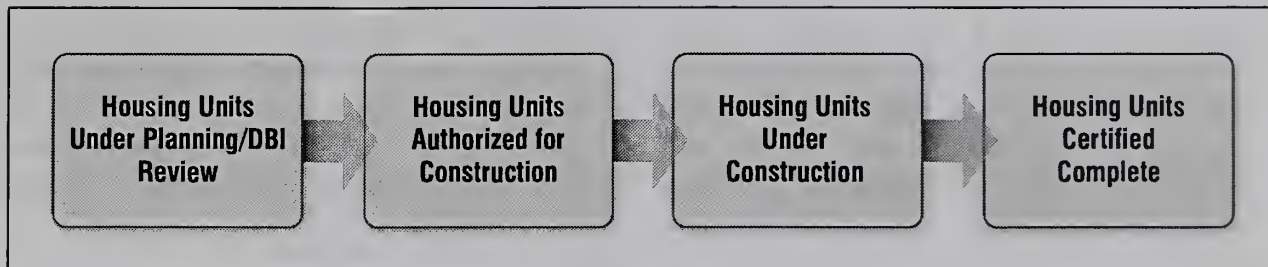 Housing Units
Under Planning/DBI
Review
Housing Units
Authorized for
Construction
Housing Units
Under
Construction
Housing Units
Certified
Complete